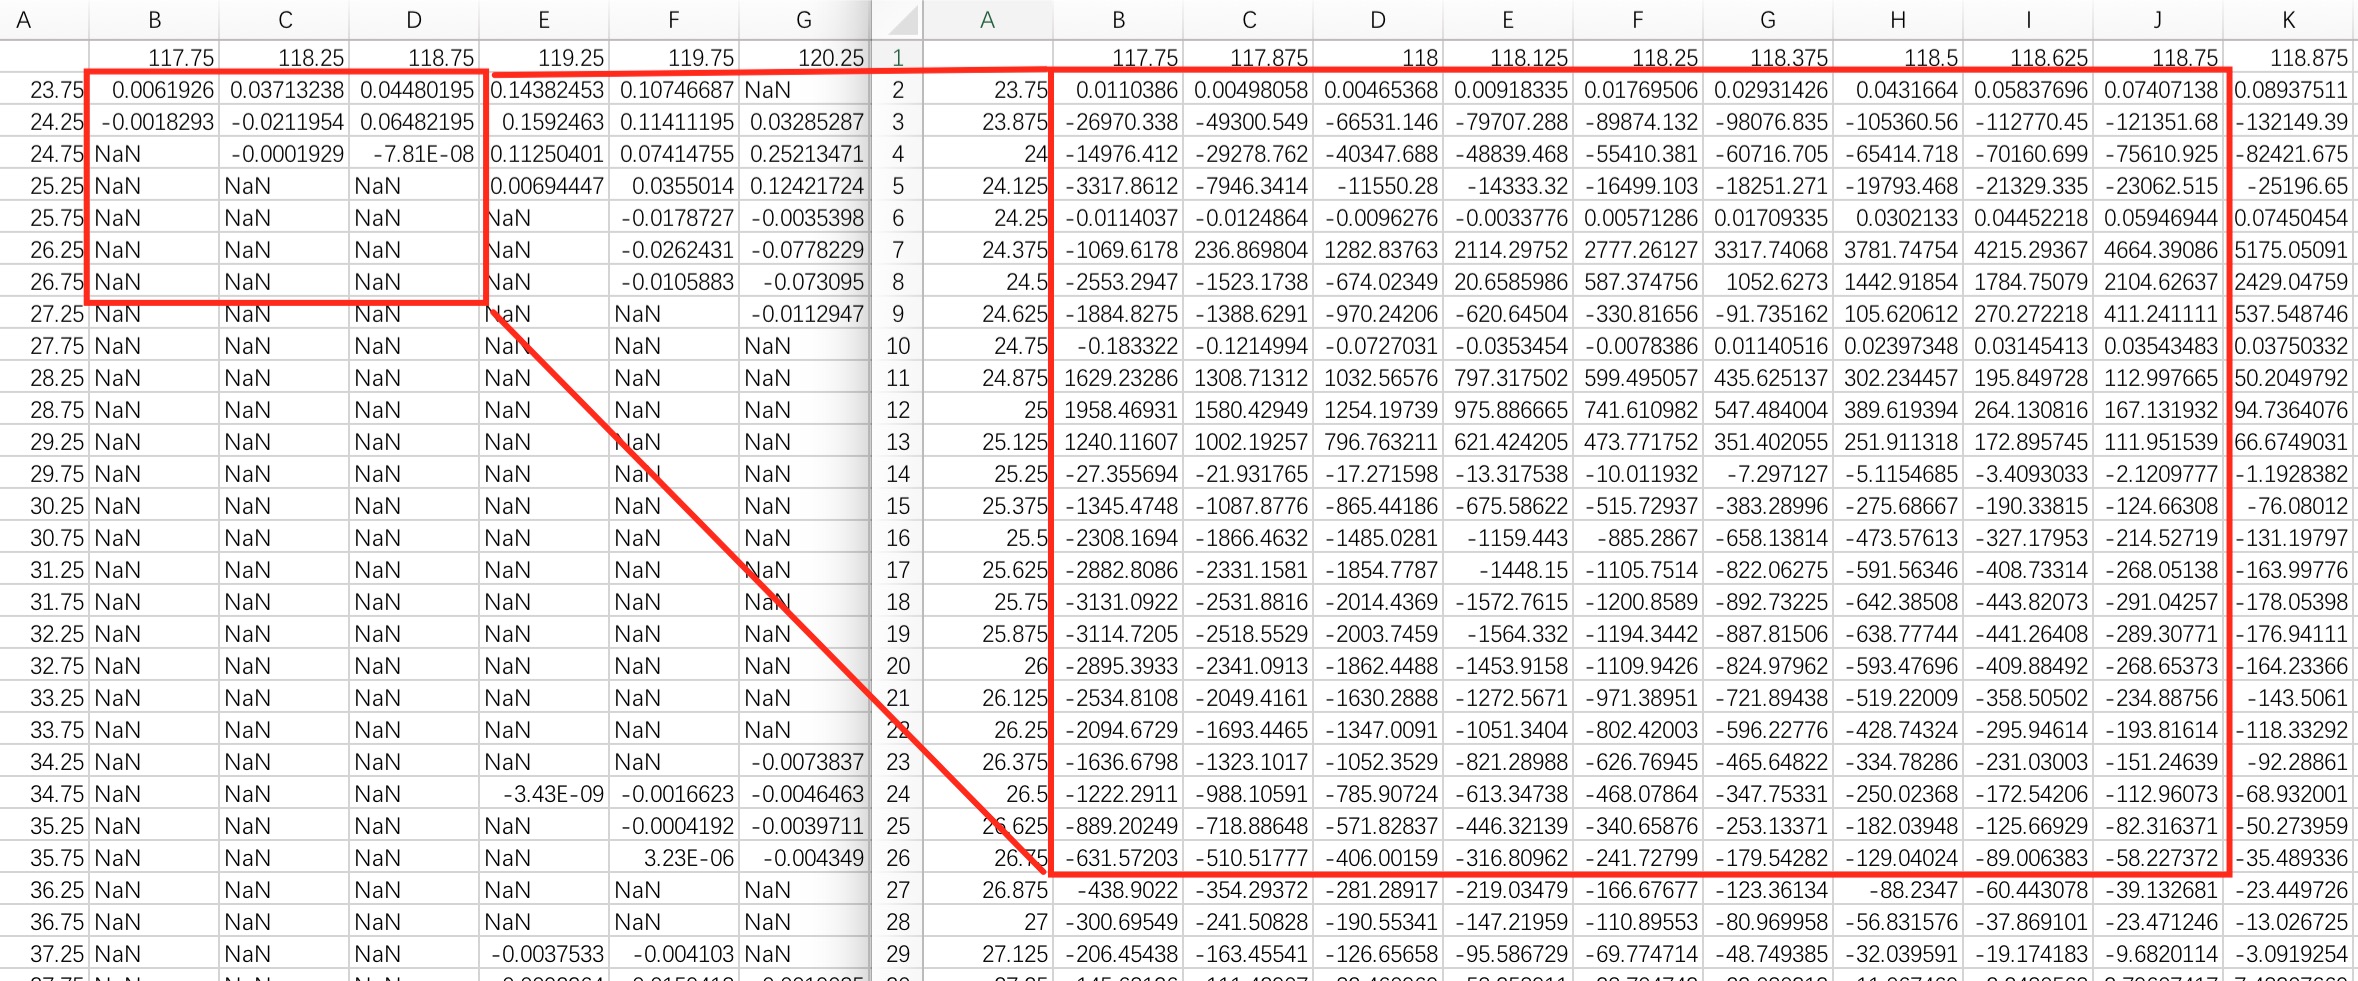 A B C D E F G A B C D E F G H I J K
117.75 118.25 118.75 119.25 119.75 120.25 1 117.75 117.875 118 118.125 118.25 118.375 118.5 118.625 118.75 118.875
23.75 0.0061926 0.03713238 0.04480195 0.14382453 0.10746687 NaN 2 23.75 0.0110386 0.00498058 0.00465368 0.00918335 0.01769506 0.02931426 0.0431664 0.05837696 0.07407138 0.08937511
24.25 -0.0018293 -0.0211954 0.06482195 0.1592463 0.11411195 0.03285287 3 23.875 -26970.338 -49300.549 -66531.146 -79707.288 -89874.132 -98076.835 -105360.56 -112770.45 -121351.68 -132149.39
24.75 NaN -0.0001929 -7.81E-08 0.11250401 0.07414755 0.25213471 4 24 -14976.412 -29278.762 -40347.688 -48839.468 -55410.381 -60716.705 -65414.718 -70160.699 -75610.925 -82421.675
25.25 NaN NaN NaN 0.00694447 0.0355014 0.12421724 5 24.125 -3317.8612 -7946.3414 -11550.28 -14333.32 -16499.103 -18251.271 -19793.468 -21329.335 -23062.515 -25196.65
25.75 NaN NaN NaN NaN -0.0178727 -0.0035398 6 24.25 -0.0114037 -0.0124864 -0.0096276 -0.0033776 0.00571286 0.01709335 0.0302133 0.04452218 0.05946944 0.07450454
26.25 NaN NaN NaN NaN -0.0262431 -0.0778229 7 24.375 -1069.6178 236.869804 1282.83763 2114.29752 2777.26127 3317.74068 3781.74754 4215.29367 4664.39086 5175.05091
26.75 NaN NaN NaN NaN -0.0105883 -0.073095 8 24.5 -2553.2947 -1523.1738 -674.02349 20.6585986 587.374756 1052.6273 1442.91854 1784.75079 2104.62637 2429.04759
27.25 NaN NaN NaN NaN NaN -0.0112947 9 24.625 -1884.8275 -1388.6291 -970.24206 -620.64504 -330.81656 -91.735162 105.620612 270.272218 411.241111 537.548746
27.75 NaN NaN NaN NaN NaN NaN 10 24.75 -0.183322 -0.1214994 -0.0727031 -0.0353454 -0.0078386 0.01140516 0.02397348 0.03145413 0.03543483 0.03750332
28.25 NaN NaN NaN NaN NaN NaN 11 24.875 1629.23286 1308.71312 1032.56576 797.317502 599.495057 435.625137 302.234457 195.849728 112.997665 50.2049792
28.75 NaN NaN NaN NaN NaN NaN 12 25 1958.46931 1580.42949 1254.19739 975.886665 741.610982 547.484004 389.619394 264.130816 167.131932 94.7364076
29.25 NaN NaN NaN NaN NaN NaN 13 25.125 1240.11607 1002.19257 796.763211 621.424205 473.771752 351.402055 251.911318 172.895745 111.951539 66.6749031
29.75 NaN NaN NaN NaN NaN NaN 14 25.25 -27.355694 -21.931765 -17.271598 -13.317538 -10.011932 -7.297127 -5.1154685 -3.4093033 -2.1209777 -1.1928382
30.25 NaN NaN NaN NaN NaN NaN 15 25.375 -1345.4748 -1087.8776 -865.44186 -675.58622 -515.72937 -383.28996 -275.68667 -190.33815 -124.66308 -76.08012
30.75 NaN NaN NaN NaN NaN NaN 16 25.5 -2308.1694 -1866.4632 -1485.0281 -1159.443 -885.2867 -658.13814 -473.57613 -327.17953 -214.52719 -131.19797
31.25 NaN NaN NaN NaN NaN NaN 17 25.625 -2882.8086 -2331.1581 -1854.7787 -1448.15 -1105.7514 -822.06275 -591.56346 -408.73314 -268.05138 -163.99776
31.75 NaN NaN NaN NaN NaN NaN 18 25.75 -3131.0922 -2531.8816 -2014.4369 -1572.7615 -1200.8589 -892.73225 -642.38508 -443.82073 -291.04257 -178.05398
32.25 NaN NaN NaN NaN NaN NaN 19 25.875 -3114.7205 -2518.5529 -2003.7459 -1564.332 -1194.3442 -887.81506 -638.77744 -441.26408 -289.30771 -176.94111
32.75 NaN NaN NaN NaN NaN NaN 20 26 -2895.3933 -2341.0913 -1862.4488 -1453.9158 -1109.9426 -824.97962 -593.47696 -409.88492 -268.65373 -164.23366
33.25 NaN NaN NaN NaN NaN NaN 21 26.125 -2534.8108 -2049.4161 -1630.2888 -1272.5671 -971.38951 -721.89438 -519.22009 -358.50502 -234.88756 -143.5061
33.75 NaN NaN NaN NaN NaN NaN 22 26.25 -2094.6729 -1693.4465 -1347.0091 -1051.3404 -802.42003 -596.22776 -428.74324 -295.94614 -193.81614 -118.33292
34.25 NaN NaN NaN NaN NaN -0.0073837 23 26.375 -1636.6798 -1323.1017 -1052.3529 -821.28988 -626.76945 -465.64822 -334.78286 -231.03003 -151.24639 -92.28861
34.75 NaN NaN NaN -3.43E-09 -0.0016623 -0.0046463 24 26.5 -1222.2911 -988.10591 -785.90724 -613.34738 -468.07864 -347.75331 -250.02368 -172.54206 -112.96073 -68.932001
35.25 NaN NaN NaN NaN -0.0004192 -0.0039711 25 26.625 -889.20249 -718.88648 -571.82837 -446.32139 -340.65876 -253.13371 -182.03948 -125.66929 -82.316371 -50.273959
35.75 NaN NaN NaN NaN 3.23E-06 -0.004349 26 26.75 -631.57203 -510.51777 -406.00159 -316.80962 -241.72799 -179.54282 -129.04024 -89.006383 -58.227372 -35.489336
36.25 NaN NaN NaN NaN NaN NaN 27 26.875 -438.9022 -354.29372 -281.28917 -219.03479 -166.67677 -123.36134 -88.2347 -60.443078 -39.132681 -23.449726
36.75 NaN NaN NaN NaN NaN NaN 28 27 -300.69549 -241.50828 -190.55341 -147.21959 -110.89553 -80.969958 -56.831576 -37.869101 -23.471246 -13.026725
37.25 NaN NaN NaN -0.0037533 -0.004103 NaN 29 27.125 -206.45438 -163.45541 -126.65658 -95.586729 -69.774714 -48.749385 -32.039591 -19.174183 -9.6820114 -3.0919254